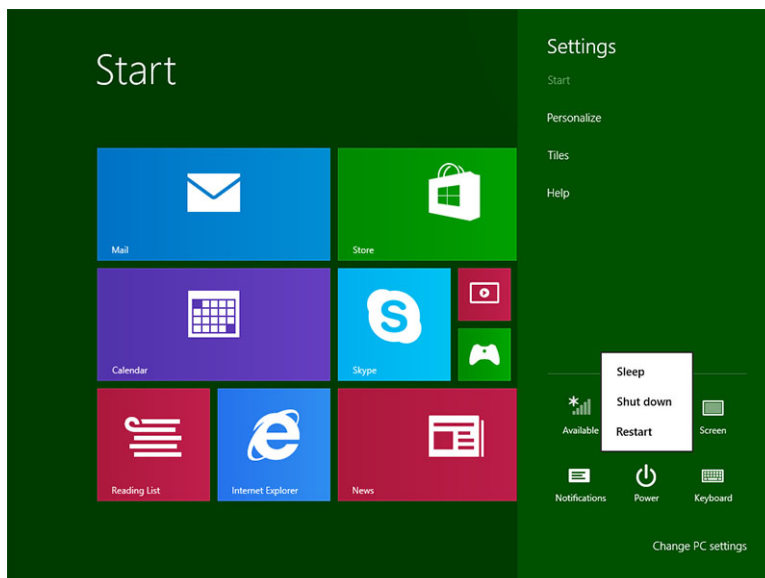 Start
Mail
Store
Calendar
Skype
Reading List
Internet Explorer
News
Settings
Start
Personalize
Tiles
Help
Sleep
Shut down
Restart
Available
Screen
Notifications
Power
Keyboard
Change PC settings